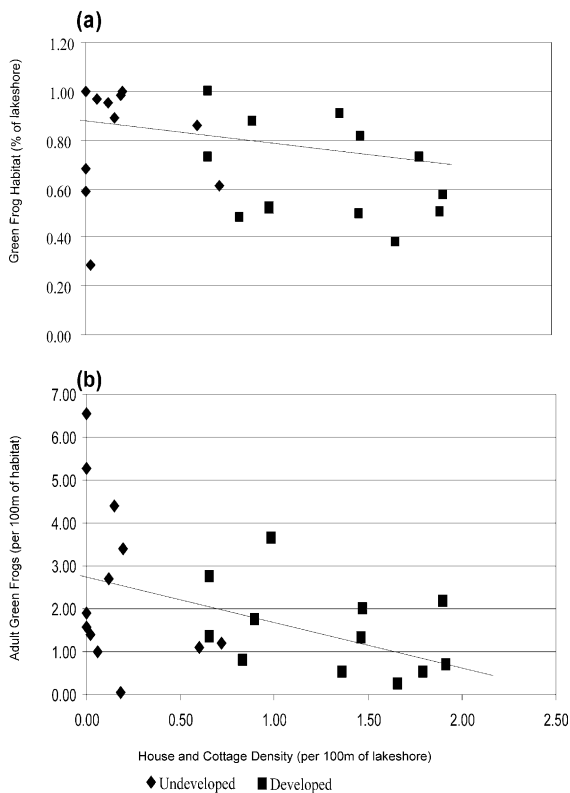 (a)
1.20
1.00
0.80
0.60
0.40
0.20
0.00
Green Frog Habitat (% of lakeshore)
(b)
7.00
6.00
5.00
4.00
3.00
2.00
1.00
0.00
Adult Green Frogs (per 100m of habitat)
0.00 0.50 1.00 1.50 2.00 2.50
House and Cottage Density (per 100m of lakeshore)
Undeveloped Developed